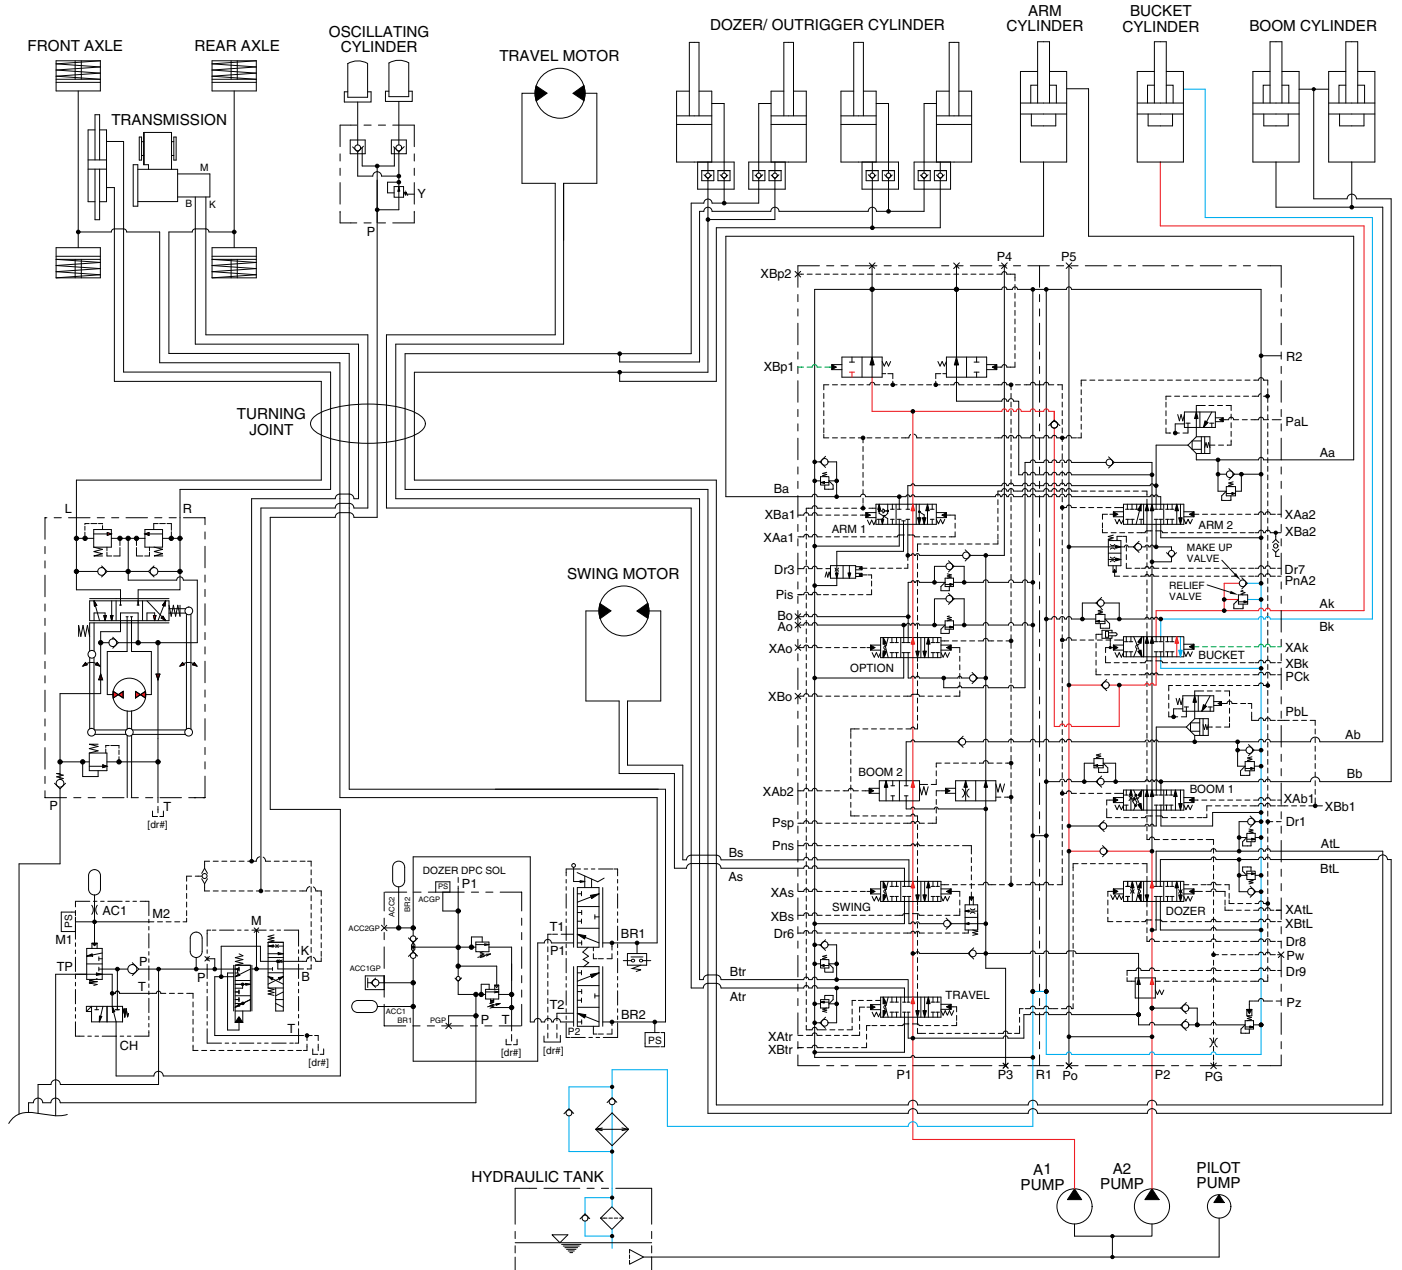 FRONT AXLE
REAR AXLE
OSCILLATING
CYLINDER
TRAVEL MOTOR
DOZER/ OUTRIGGER CYLINDER
ARM
CYLINDER
BUCKET
CYLINDER
BOOM CYLINDER
TRANSMISSION
M
B
K
Y
P
P4
P5
XBp2
XBp1
R2
TURNING
JOINT
PaL
Aa
Ba
XBa1
ARM 1
XAa1
ARM 2
XAa2
XBa2
MAKE UP
VALVE
RELIEF
VALVE
Dr7
PnA2
Dr3
Pis
Ak
Bk
Bo
Ao
XAo
OPTION
BUCKET
XAk
XBk
PCk
XBo
SWING MOTOR
PbL
Ab
Bb
BOOM 2
XAb2
BOOM 1
XAb1
XBb1
Psp
Dr1
Pns
AtL
BtL
Bs
As
XAs
SWING
XBs
Dr6
DOZER
XAtL
XBtL
Dr8
Pw
Dr9
Btr
Atr
TRAVEL
Pz
XAtr
XBtr
P1
P3
R1
Po
P2
PG
L
R
P
T
[dr#]
AC1
PS
M1
M2
TP
P
T
CH
M
P
K
B
T
[dr#]
DOZER DPC SOL
PS
P1
ACGP
ACC2
BR2
ACC2GP
ACC1GP
ACC1
BR1
PGP
P
T
[dr#]
T1
P1
BR1
T2
P2
BR2
[dr#]
PS
HYDRAULIC TANK
A1
PUMP
A2
PUMP
PILOT
PUMP